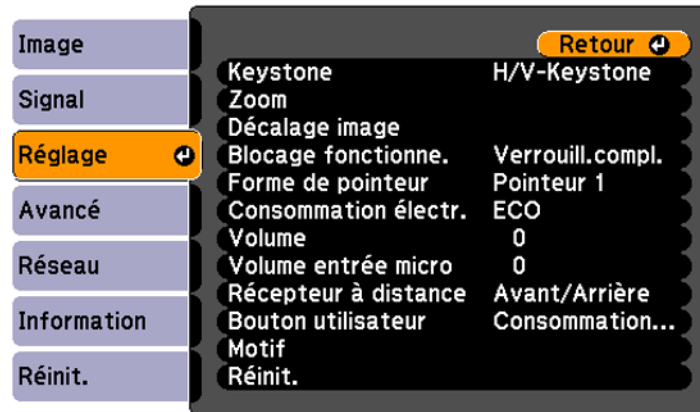 Image
Signal
Réglage
Avancé
Réseau
Information
Réinit.
Retour
Keystone H/V-Keystone
Zoom
Décalage image
Blocage fonctionne. Verrouill.compl.
Forme de pointeur Pointeur 1
Consommation électr. ECO
Volume 0
Volume entrée micro 0
Récepteur à distance Avant/Arrière
Bouton utilisateur Consommation...
Motif
Réinit.